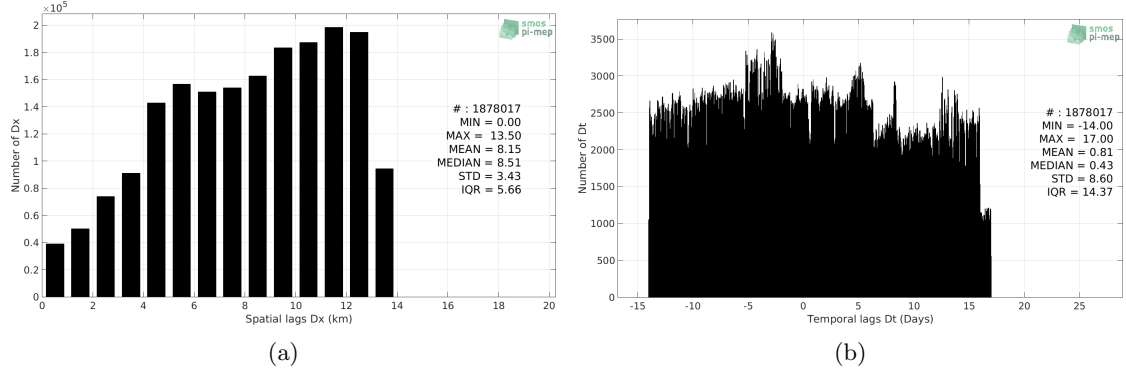 ×10⁵
2
1.8
1.6
1.4
1.2
1
0.8
0.6
0.4
0.2
0
Number of Dx
smos
pi-mep
# : 1878017
MIN = 0.00
MAX = 13.50
MEAN = 8.15
MEDIAN = 8.51
STD = 3.43
IQR = 5.66
0 2 4 6 8 10 12 14 16 18 20
Spatial lags Dx (km)
(a)
3500
3000
2500
2000
1500
1000
500
0
Number of Dt
smos
pi-mep
# : 1878017
MIN = -14.00
MAX = 17.00
MEAN = 0.81
MEDIAN = 0.43
STD = 8.60
IQR = 14.37
-15 -10 -5 0 5 10 15 20 25
Temporal lags Dt (Days)
(b)